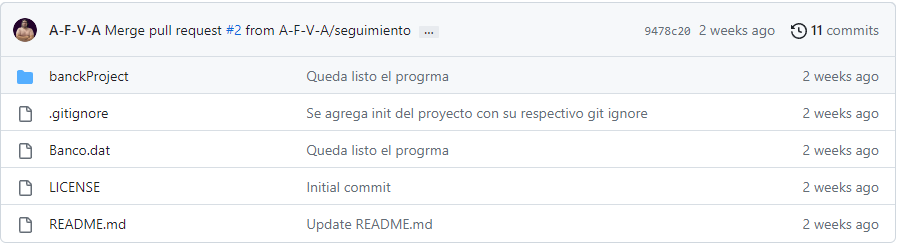 A-F-V-A Merge pull request #2 from A-F-V-A/seguimiento ... 9478c20 2 weeks ago 11 commits
banckProject Queda listo el progrma 2 weeks ago
.gitignore Se agrega init del proyecto con su respectivo git ignore 2 weeks ago
Banco.dat Queda listo el progrma 2 weeks ago
LICENSE Initial commit 2 weeks ago
README.md Update README.md 2 weeks ago